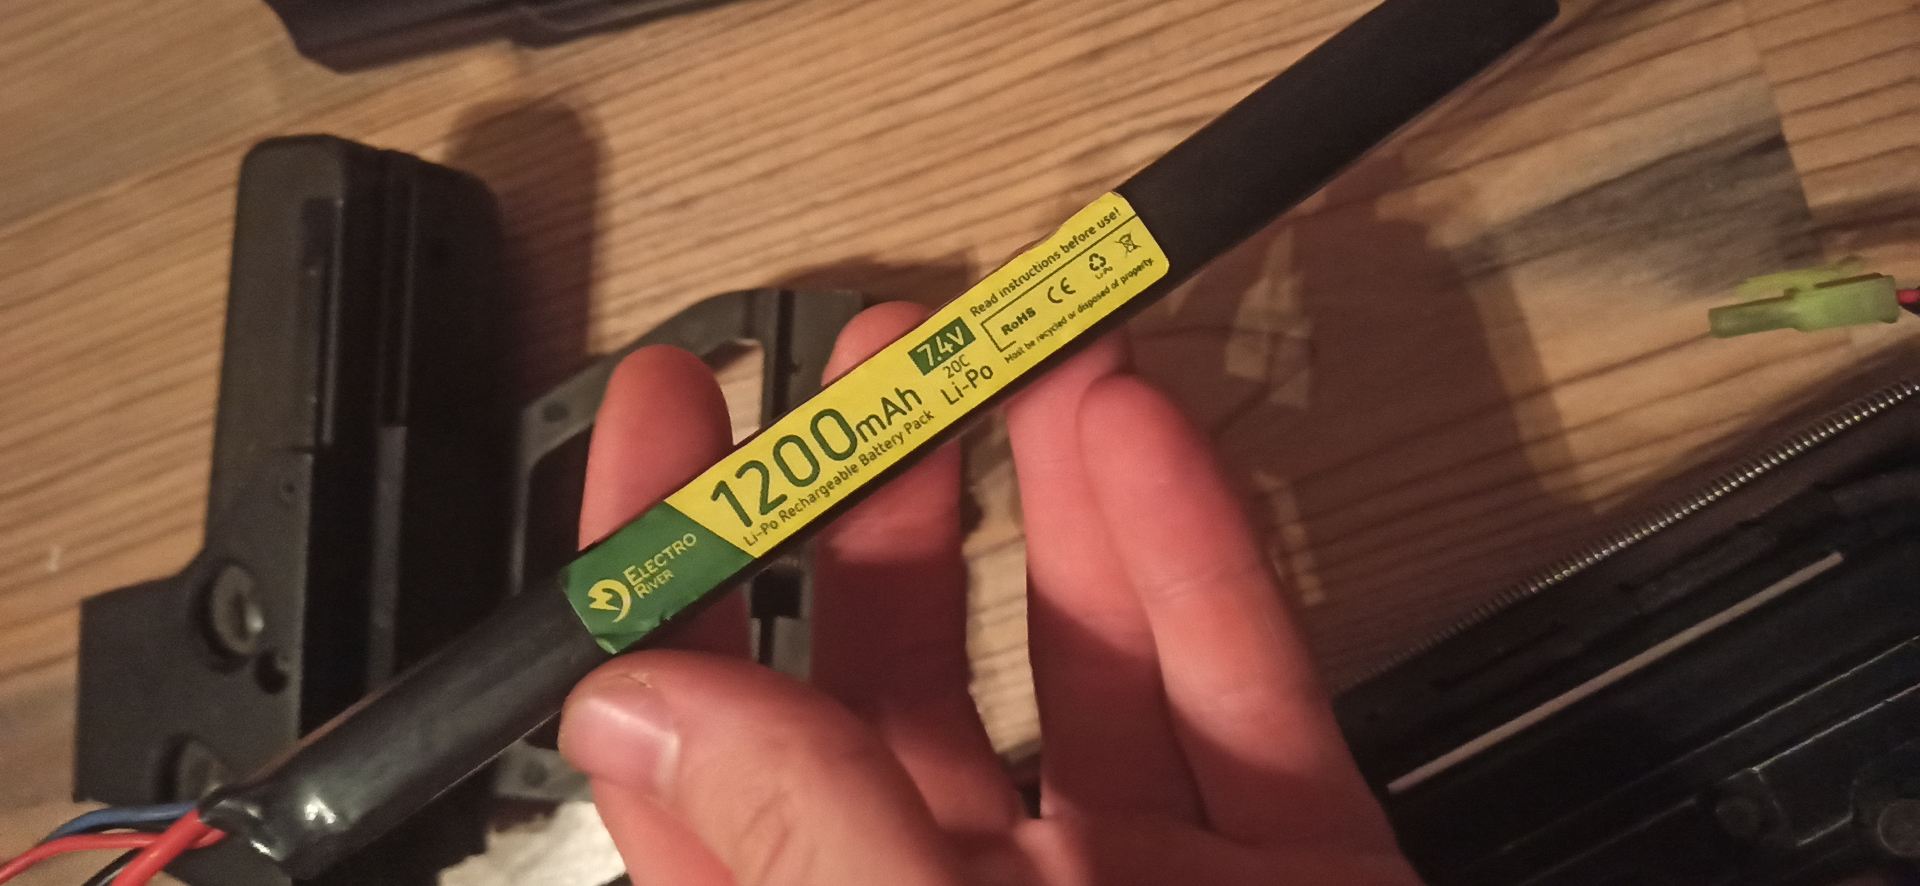 ELECTRO
RIVER
1200mAh
Li-Po Rechargeable Battery Pack
7.4V
20C
Li-Po
Read instructions before use!
RoHS CE Li-Po
Must be recycled or disposed of property.